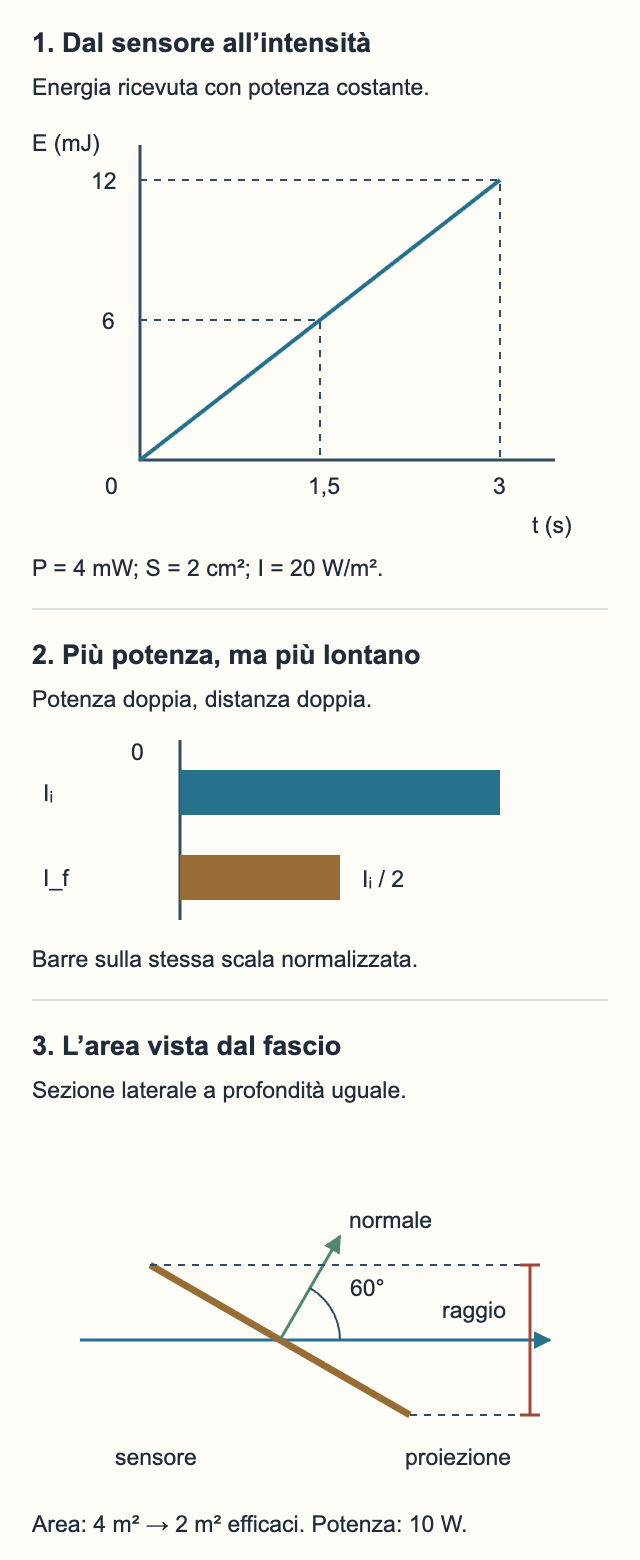 1. Dal sensore all’intensità
Energia ricevuta con potenza costante.
E (mJ)
12
6
0
1,5
3
t (s)
P = 4 mW; S = 2 cm²; I = 20 W/m².
2. Più potenza, ma più lontano
Potenza doppia, distanza doppia.
0
Iᵢ
I_f
Iᵢ / 2
Barre sulla stessa scala normalizzata.
3. L’area vista dal fascio
Sezione laterale a profondità uguale.
normale
60°
raggio
sensore
proiezione
Area: 4 m² → 2 m² efficaci. Potenza: 10 W.